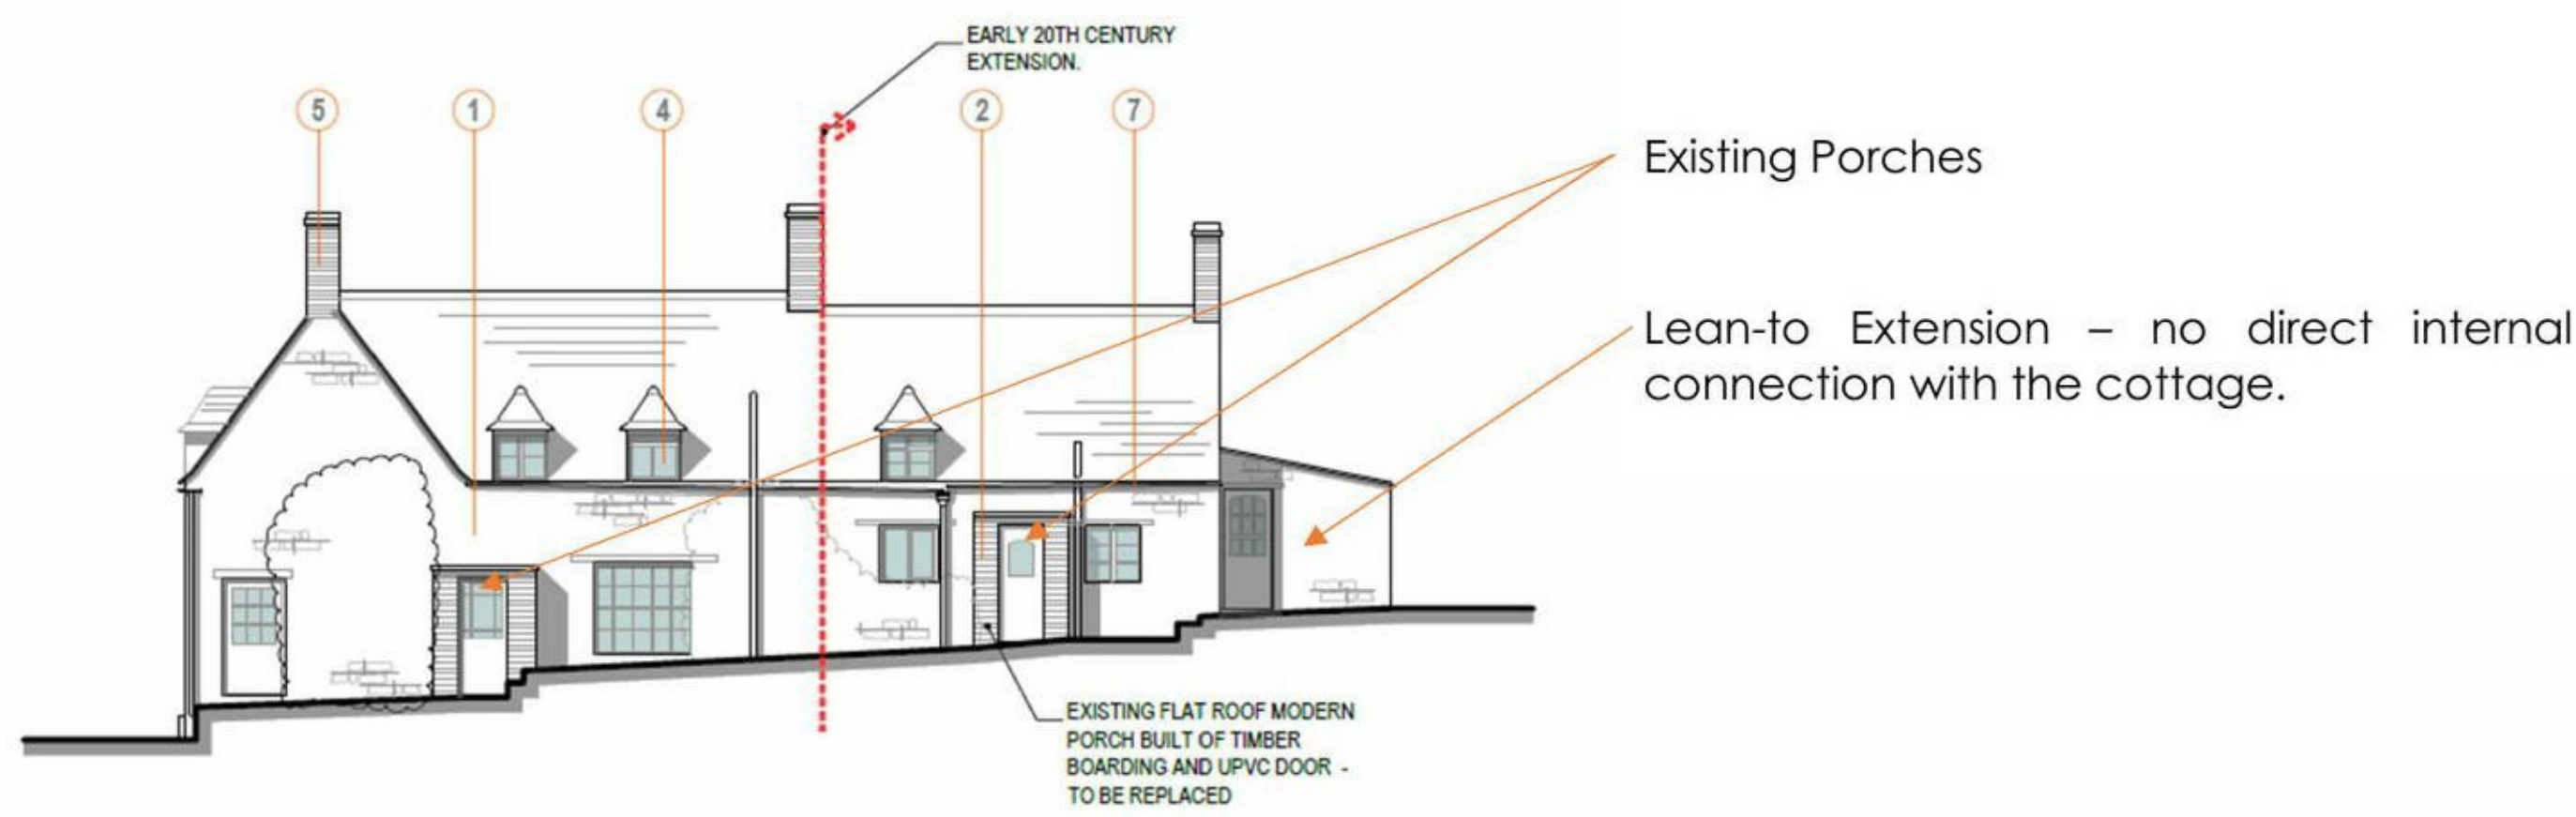 EARLY 20TH CENTURY
EXTENSION.
5 1 4 2 7
Existing Porches
Lean-to Extension – no direct internal
connection with the cottage.
EXISTING FLAT ROOF MODERN
PORCH BUILT OF TIMBER
BOARDING AND UPVC DOOR -
TO BE REPLACED